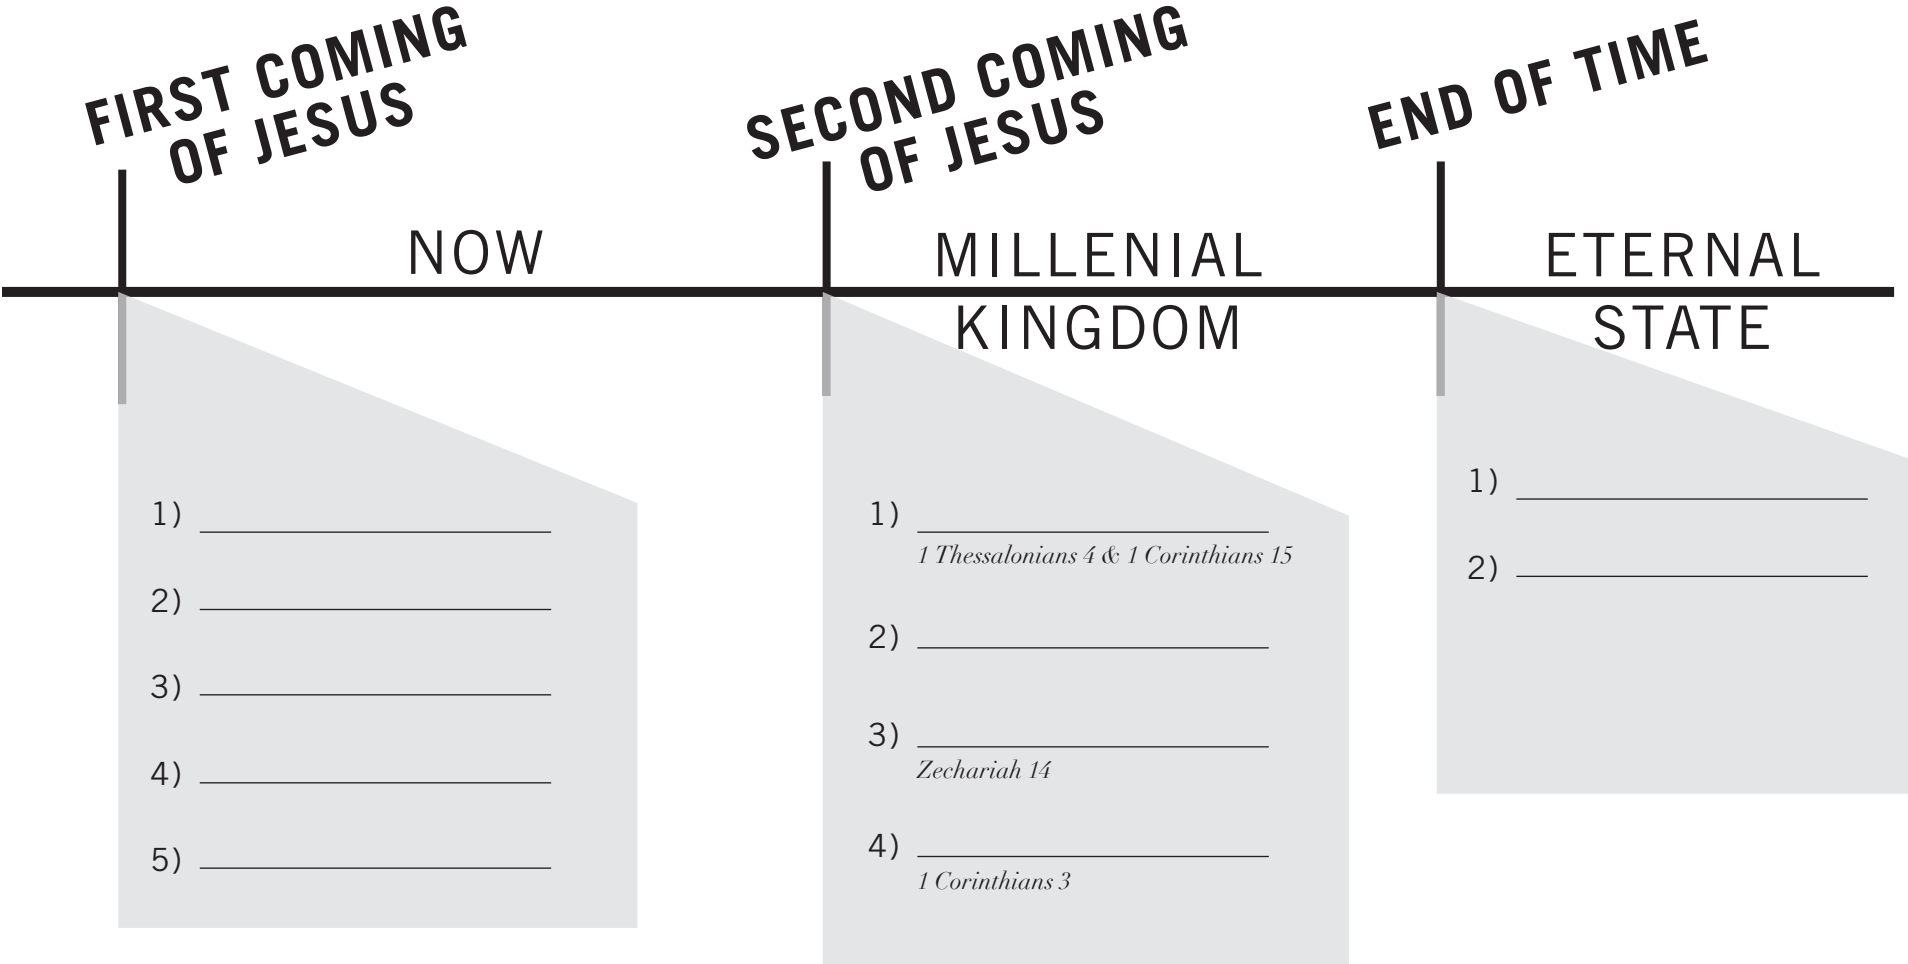 FIRST COMING
OF JESUS
SECOND COMING
OF JESUS
END OF TIME
NOW
MILLENIAL
KINGDOM
ETERNAL
STATE
1)
2)
3)
4)
5)
1)
1 Thessalonians 4 & 1 Corinthians 15
2)
3)
Zechariah 14
4)
1 Corinthians 3
1)
2)